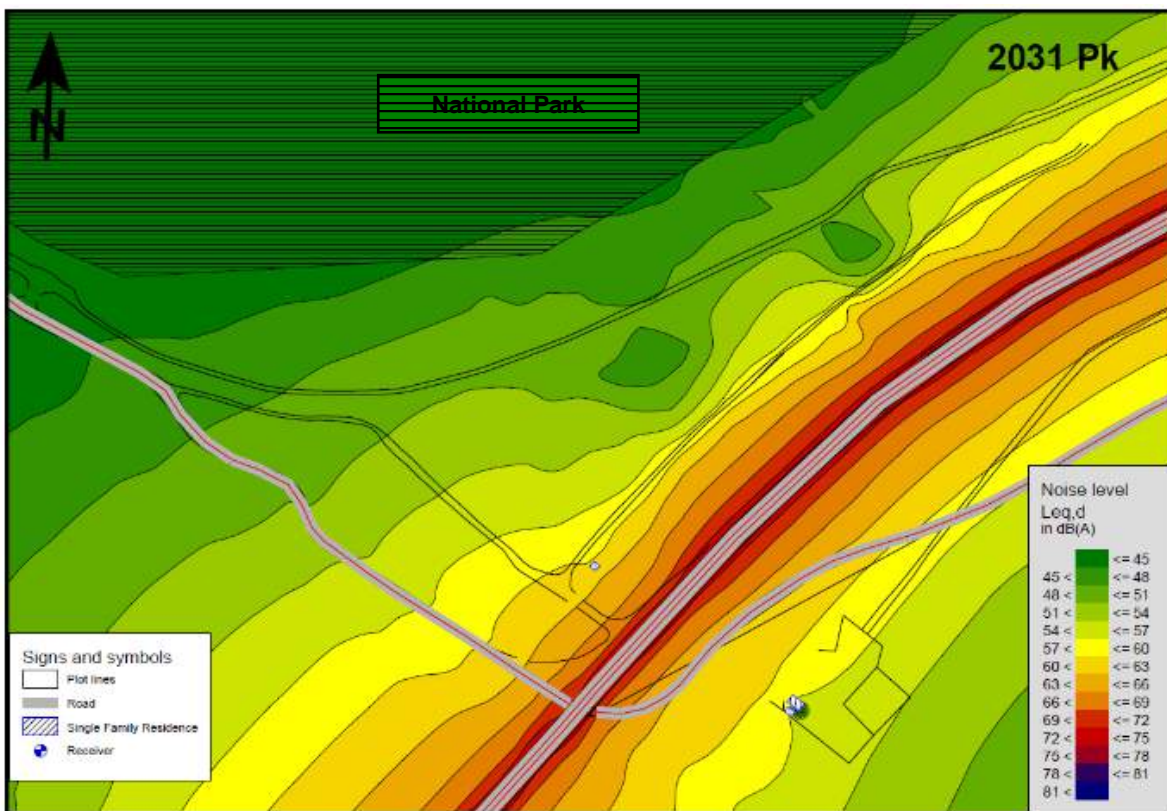 2031 Pk
N
National Park
Noise level
Leq,d
in dB(A)
<= 45
45 < <= 48
48 < <= 51
51 < <= 54
54 < <= 57
57 < <= 60
60 < <= 63
63 < <= 66
66 < <= 69
69 < <= 72
72 < <= 75
75 < <= 78
78 < <= 81
81 <
Signs and symbols
Plot lines
Road
Single Family Residence
Receiver